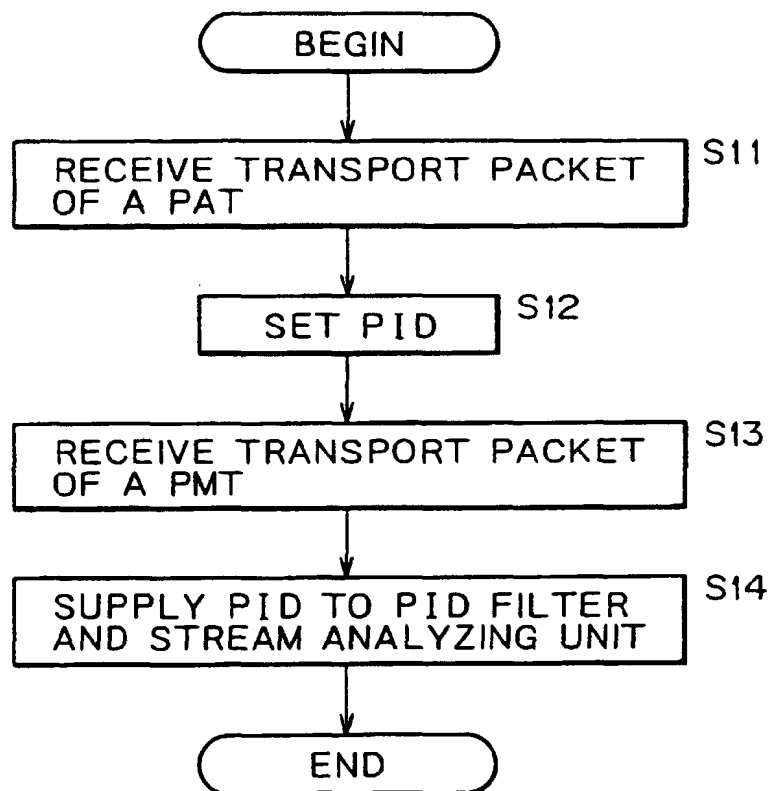 BEGIN
RECEIVE TRANSPORT PACKET
OF A PAT
S11
SET PID
S12
RECEIVE TRANSPORT PACKET
OF A PMT
S13
SUPPLY PID TO PID FILTER
AND STREAM ANALYZING UNIT
S14
END